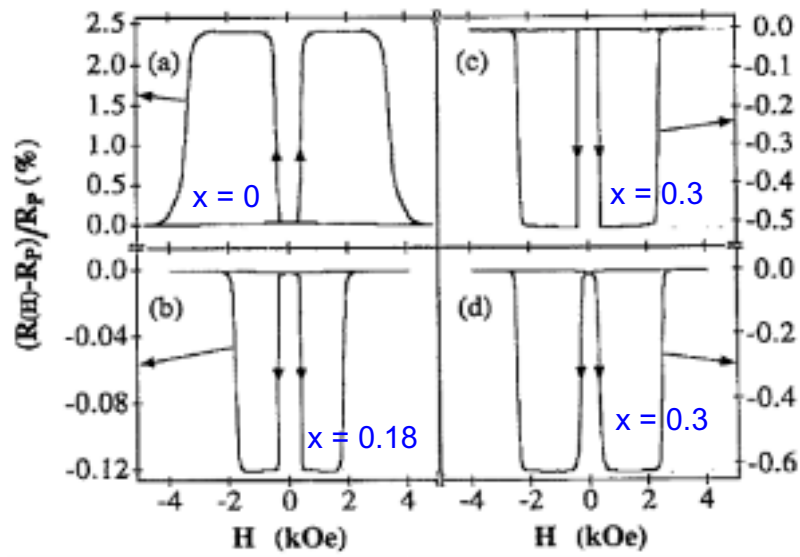 (R(H)-RP)/RP (%)
2.5
2.0
1.5
1.0
0.5
0.0
(a)
x = 0
(c)
x = 0.3
0.0
-0.1
-0.2
-0.3
-0.4
-0.5
0.0
-0.04
-0.08
-0.12
(b)
x = 0.18
(d)
x = 0.3
0.0
-0.2
-0.4
-0.6
-4 -2 0 2 4
-4 -2 0 2 4
H (kOe)
H (kOe)